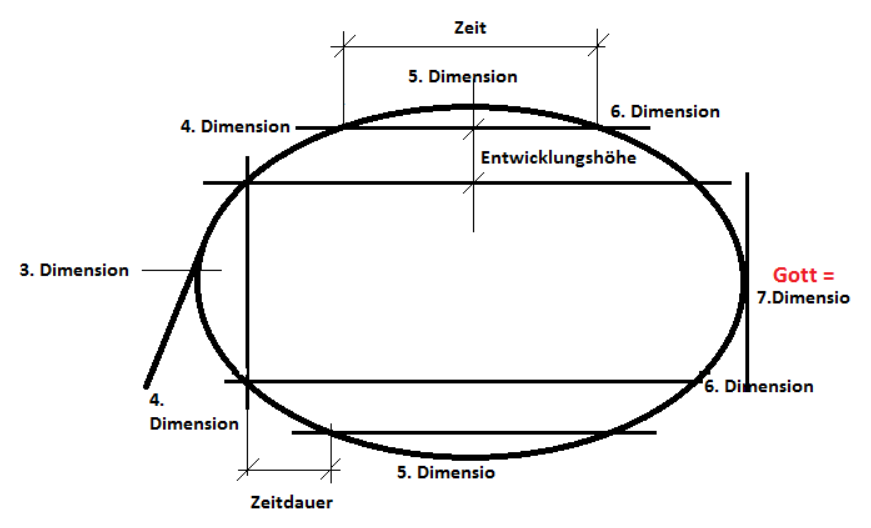 Zeit
5. Dimension
6. Dimension
4. Dimension
Entwicklungshöhe
3. Dimension
Gott =
7.Dimensio
6. Dimension
4.
Dimension
5. Dimensio
Zeitdauer